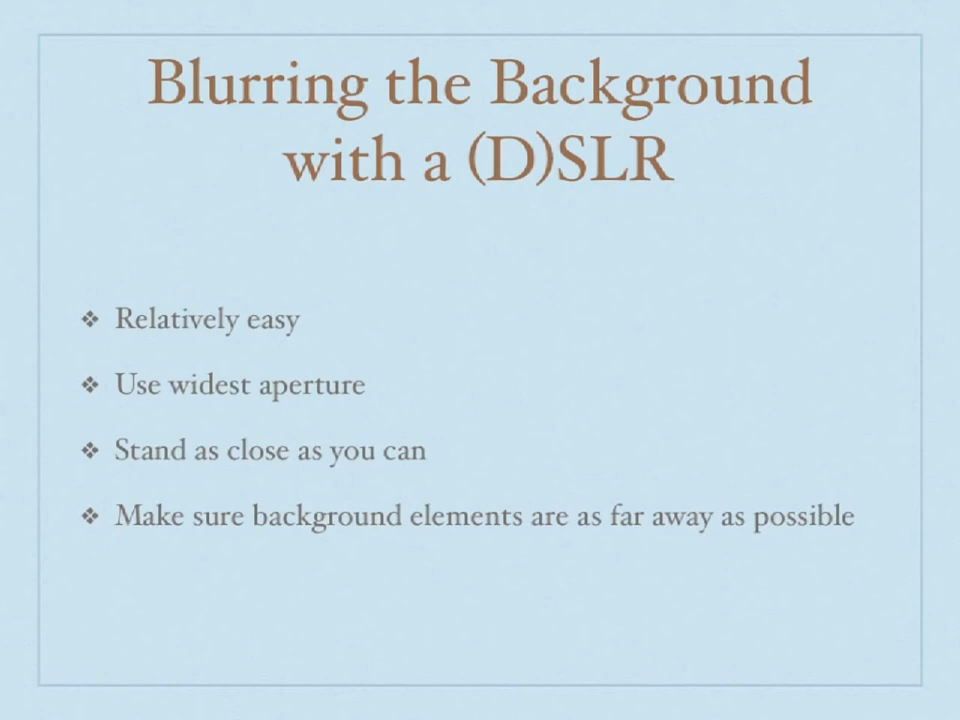 Blurring the Background
with a (D)SLR
❖ Relatively easy
❖ Use widest aperture
❖ Stand as close as you can
❖ Make sure background elements are as far away as possible